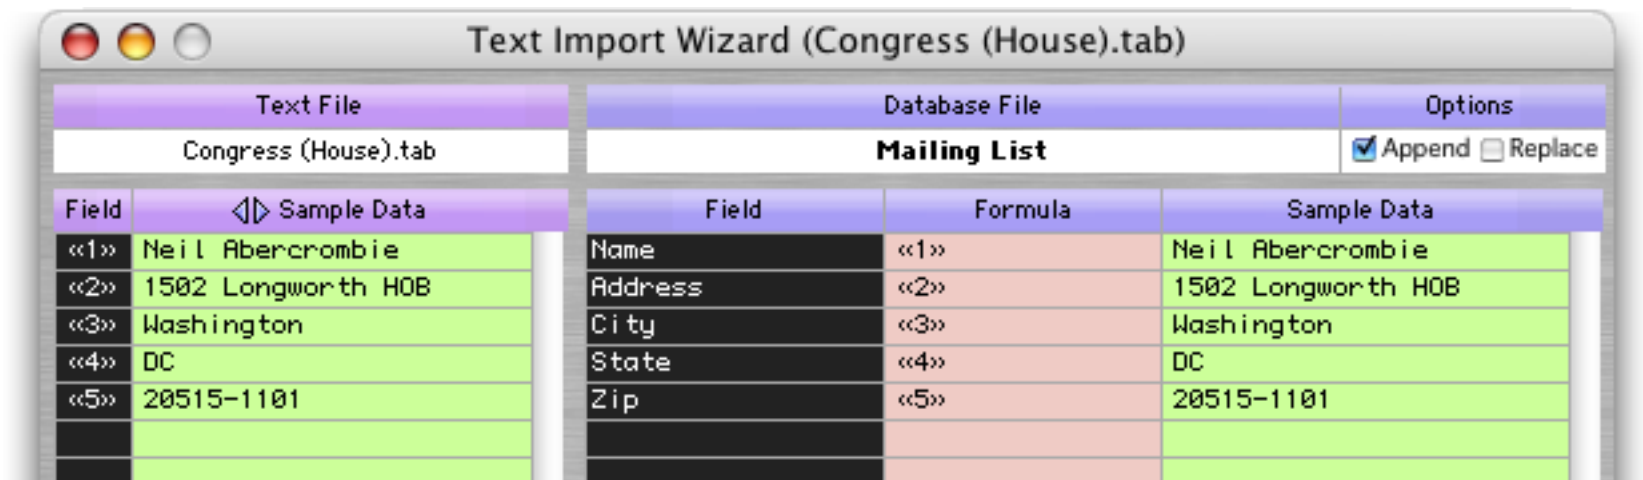 Text Import Wizard (Congress (House).tab)
Text File Database File Options
Congress (House).tab Mailing List Append Replace
Field Sample Data Field Formula Sample Data
«1» Neil Abercrombie Name «1» Neil Abercrombie
«2» 1502 Longworth HOB Address «2» 1502 Longworth HOB
«3» Washington City «3» Washington
«4» DC State «4» DC
«5» 20515-1101 Zip «5» 20515-1101